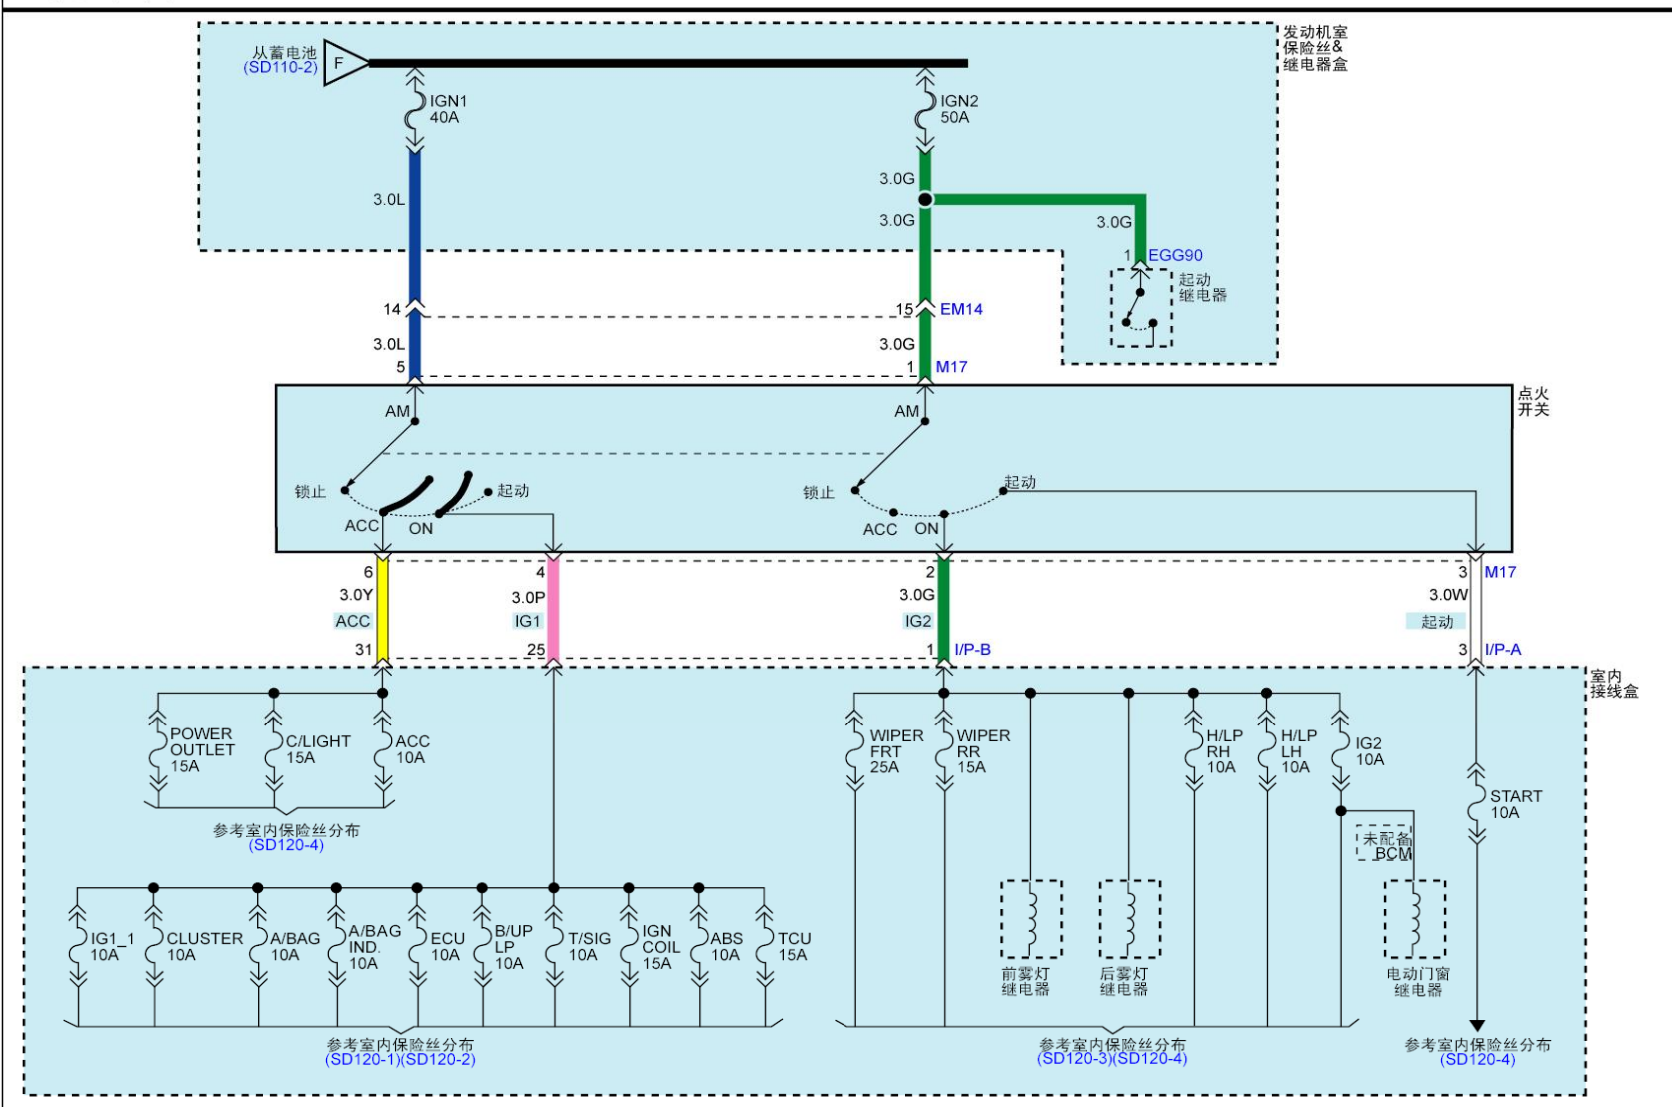 从蓄电池
(SD110-2)
F
发动机室
保险丝&
继电器盒
IGN1
40A
IGN2
50A
3.0L
3.0G
3.0G
3.0G
1
EGG90
起动
继电器
14
15
EM14
3.0L
3.0G
5
1
M17
点火
开关
AM
AM
锁止
起动
ACC
ON
锁止
起动
ACC
ON
6
4
2
3
M17
3.0Y
3.0P
3.0G
3.0W
ACC
IG1
IG2
起动
31
25
1
I/P-B
3
I/P-A
室内
接线盒
POWER
OUTLET
15A
C/LIGHT
15A
ACC
10A
WIPER
FRT
25A
WIPER
RR
15A
H/LP
RH
10A
H/LP
LH
10A
IG2
10A
START
10A
参考室内保险丝分布
(SD120-4)
未配备
BCM
IG1_1
10A
CLUSTER
10A
A/BAG
10A
A/BAG
IND.
10A
ECU
10A
B/UP
LP
10A
T/SIG
10A
IGN
COIL
15A
ABS
10A
TCU
15A
前雾灯
继电器
后雾灯
继电器
电动门窗
继电器
参考室内保险丝分布
(SD120-1)(SD120-2)
参考室内保险丝分布
(SD120-3)(SD120-4)
参考室内保险丝分布
(SD120-4)